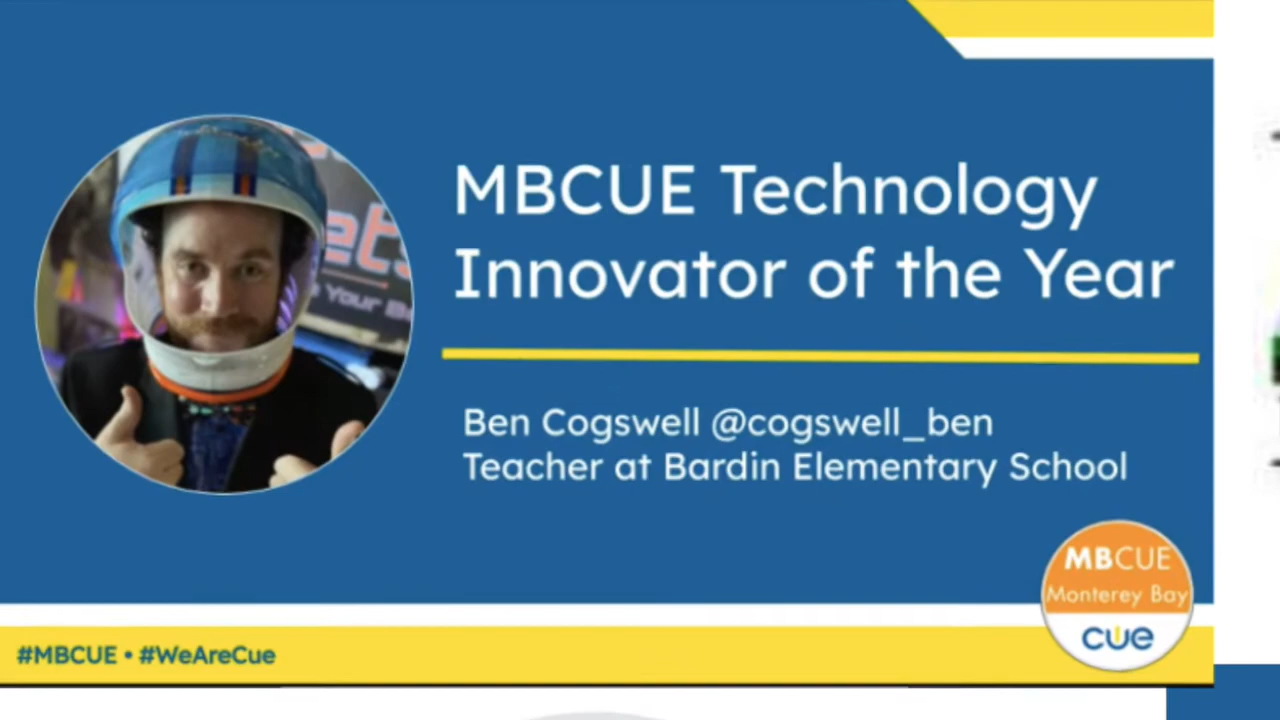 MBCUE Technology
Innovator of the Year
Ben Cogswell @cogswell_ben
Teacher at Bardin Elementary School
MBCUE
Monterey Bay
cue
#MBCUE • #WeAreCue